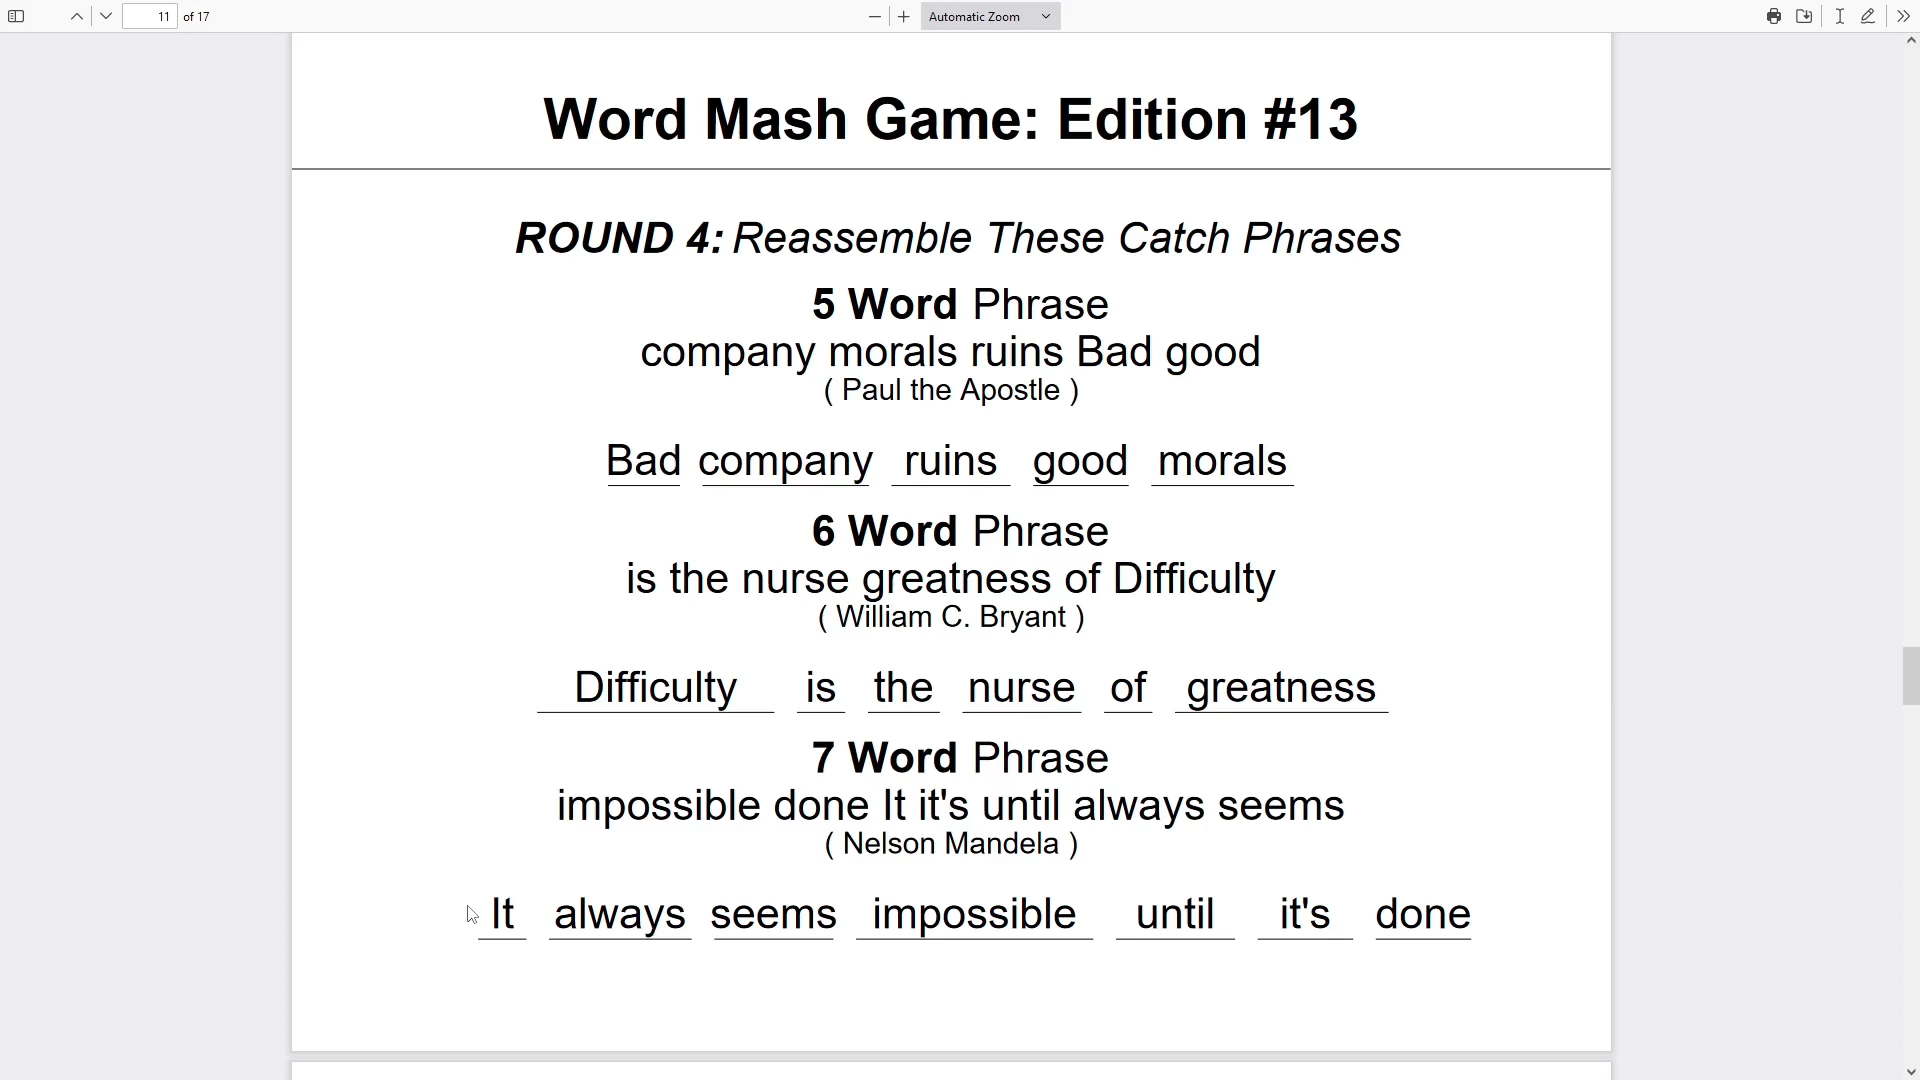 11 of 17 Automatic Zoom
Word Mash Game: Edition #13
ROUND 4: Reassemble These Catch Phrases
5 Word Phrase
company morals ruins Bad good
( Paul the Apostle )
Bad company ruins good morals
6 Word Phrase
is the nurse greatness of Difficulty
( William C. Bryant )
Difficulty is the nurse of greatness
7 Word Phrase
impossible done It it's until always seems
( Nelson Mandela )
It always seems impossible until it's done